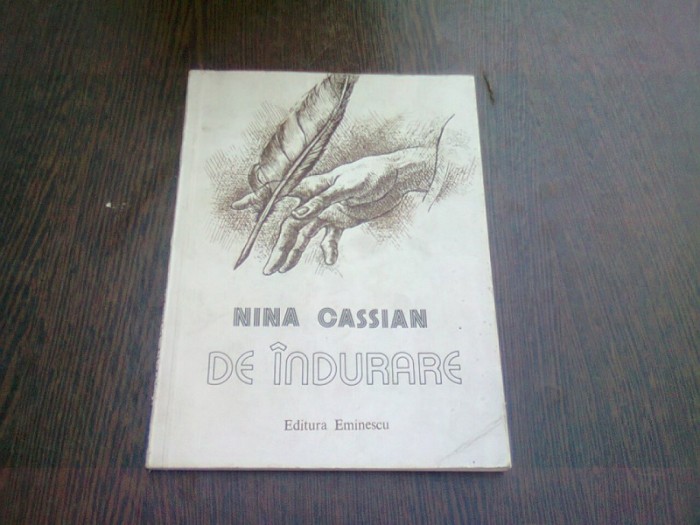 NINA CASSIAN
DE ÎNDURARE
Editura Eminescu